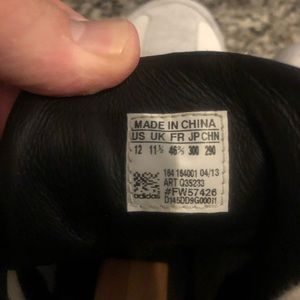 MADE IN CHINA
US UK FR JP CHN
12 11½ 46⅔ 300 290
164 164001 04/13
ART Q35233
#FW57426
adidas D145DD9G00011